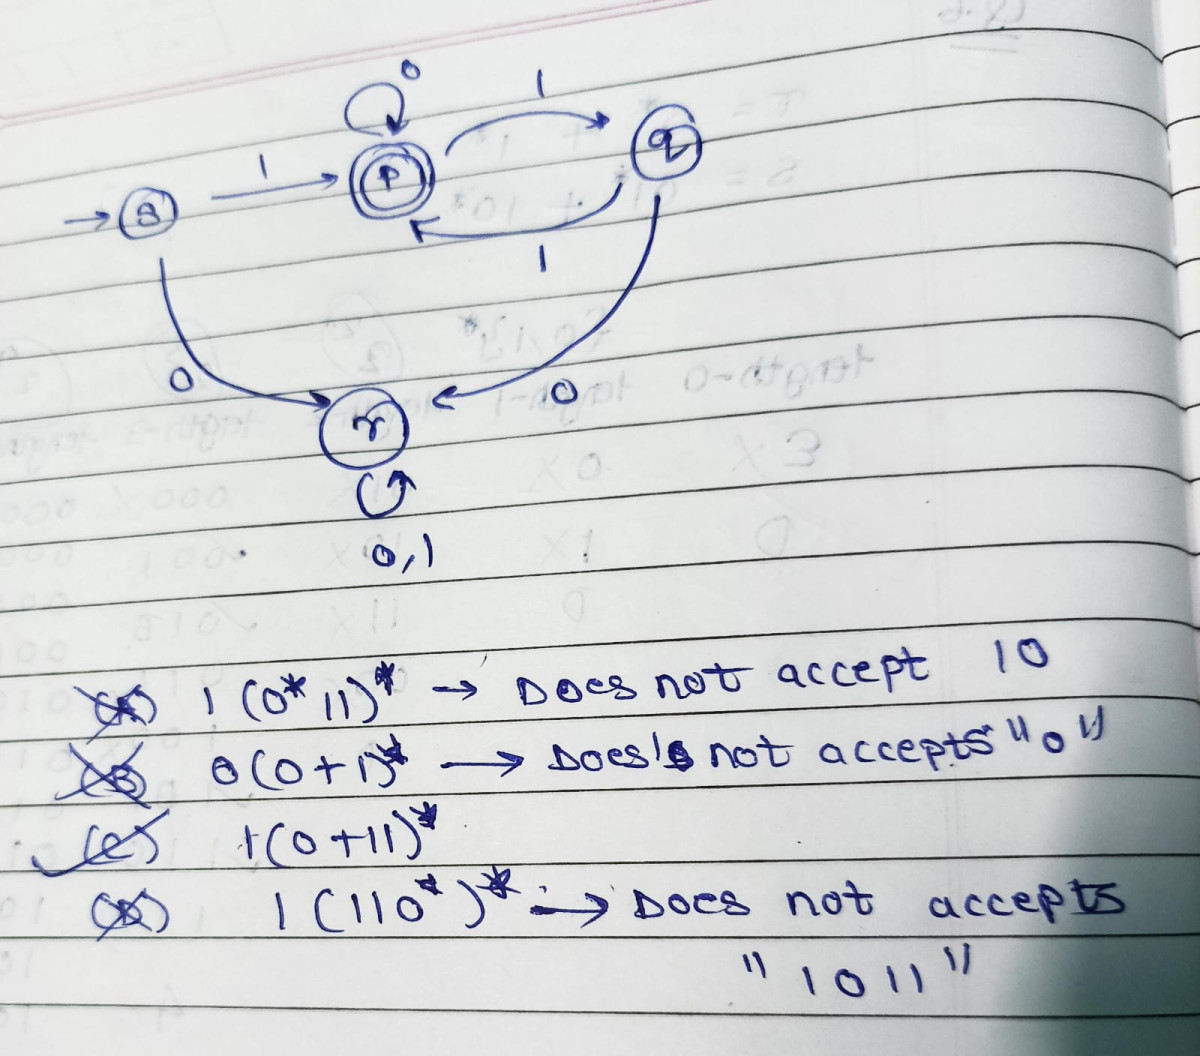 0
1
q
P
1
s
1
0
0
r
0,1
(A) 1 (0* 11)* → Does not accept 10
(B) 0(0+1)* → Does's not accepts "0"
(C) 1(0+11)*
(D) 1 (110*)* → Does not accepts
"1011"